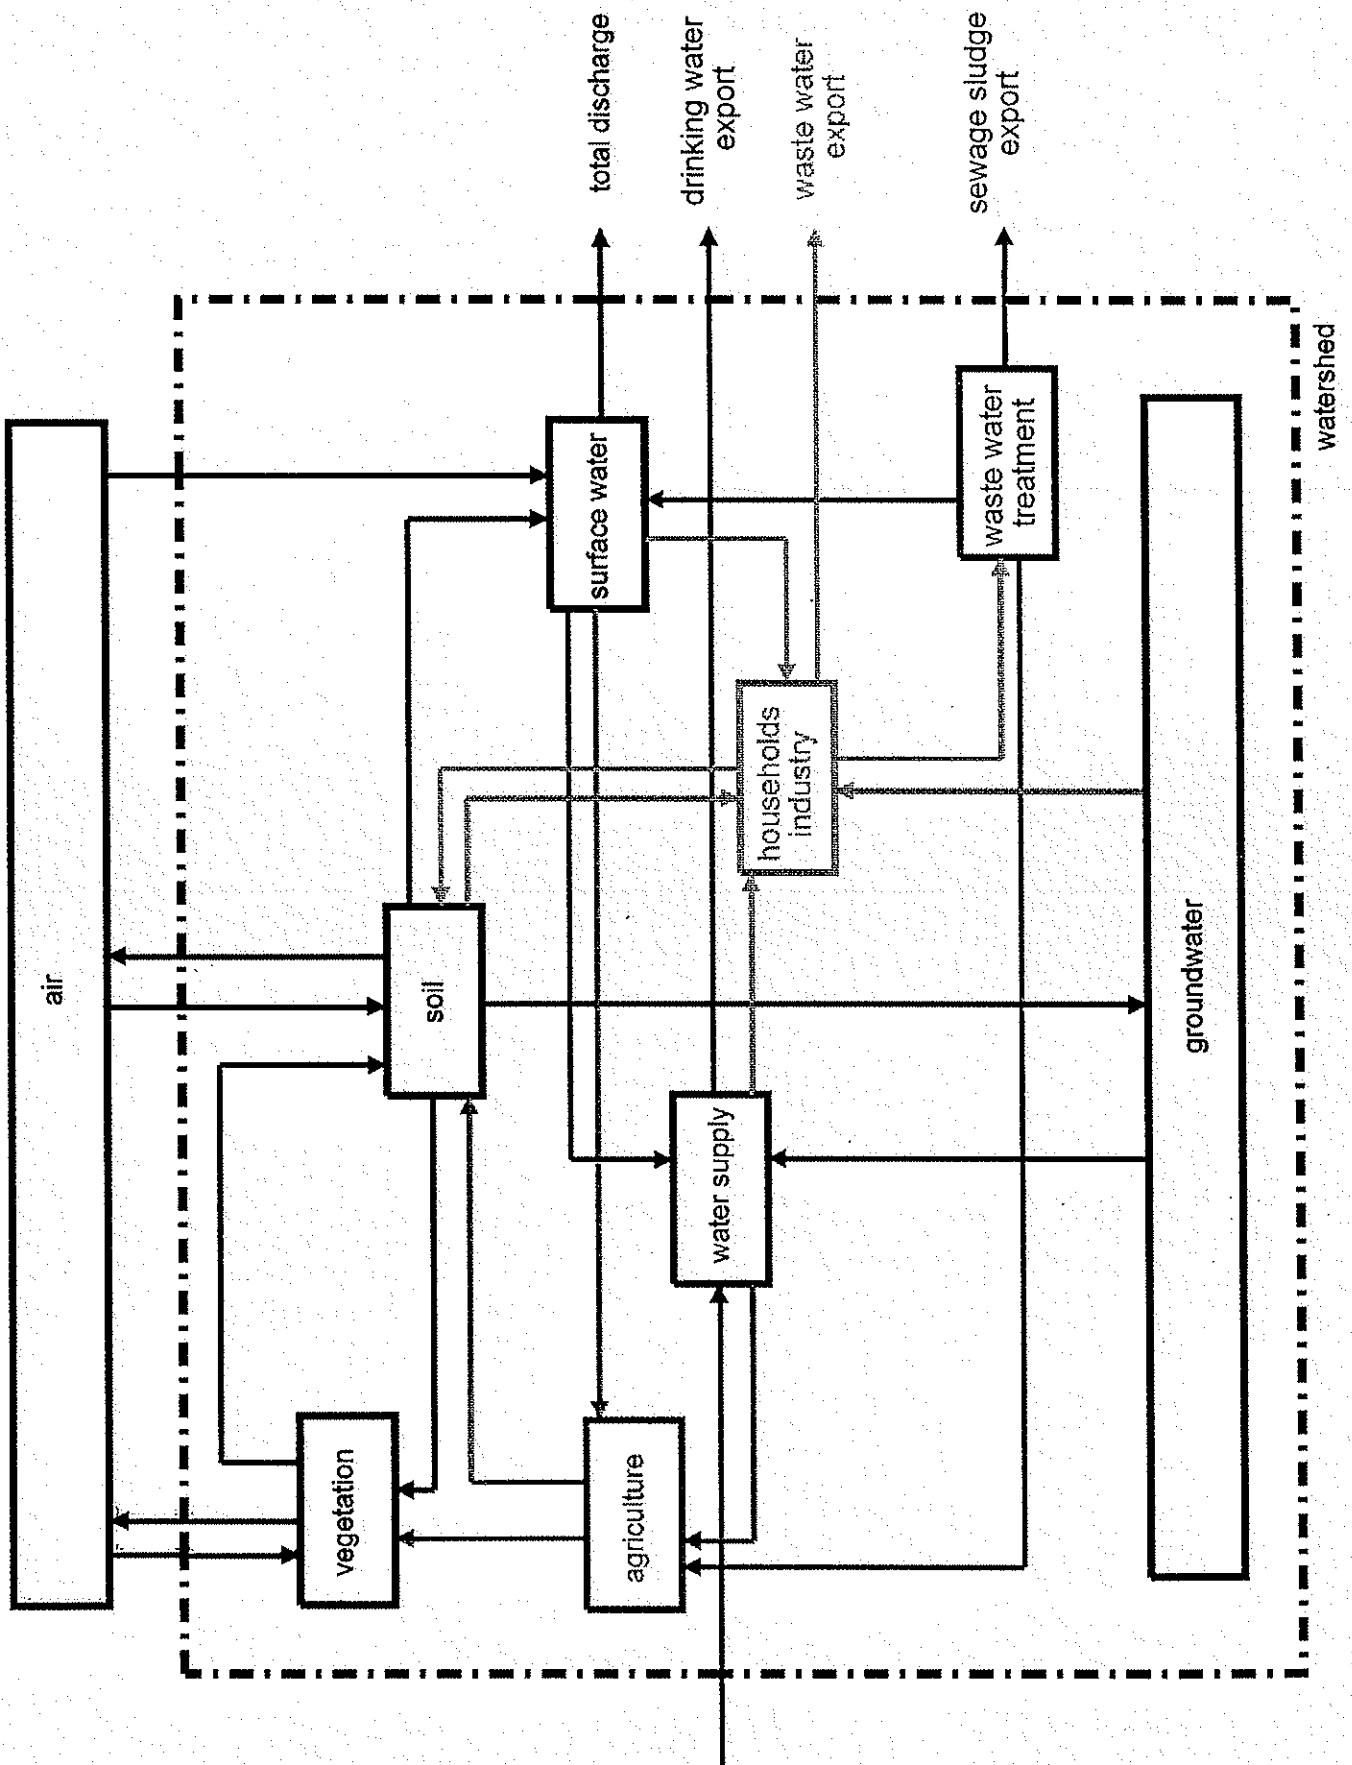 air
vegetation
soil
surface water
agriculture
water supply
households
industry
waste water
treatment
groundwater
total discharge
drinking water
export
waste water
export
sewage sludge
export
watershed